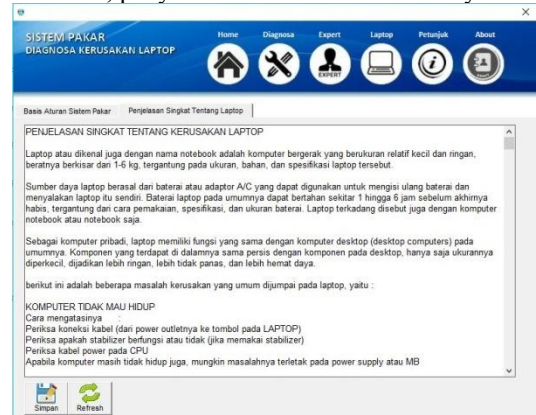 SISTEM PAKAR
DIAGNOSA KERUSAKAN LAPTOP
Home Diagnosa Expert Laptop Petunjuk About
EXPERT
Basis Aturan Sistem Pakar Penjelasan Singkat Tentang Laptop
PENJELASAN SINGKAT TENTANG KERUSAKAN LAPTOP
Laptop atau dikenal juga dengan nama notebook adalah komputer bergerak yang berukuran relatif kecil dan ringan,
beratnya berkisar dari 1-6 kg, tergantung pada ukuran, bahan, dan spesifikasi laptop tersebut.
Sumber daya laptop berasal dari baterai atau adaptor A/C yang dapat digunakan untuk mengisi ulang baterai dan
menyalakan laptop itu sendiri. Baterai laptop pada umumnya dapat bertahan sekitar 1 hingga 6 jam sebelum akhirnya
habis, tergantung dari cara pemakaian, spesifikasi, dan ukuran baterai. Laptop terkadang disebut juga dengan komputer
notebook atau notebook saja.
Sebagai komputer pribadi, laptop memiliki fungsi yang sama dengan komputer desktop (desktop computers) pada
umumnya. Komponen yang terdapat di dalamnya sama persis dengan komponen pada desktop, hanya saja ukurannya
diperkecil, dijadikan lebih ringan, lebih tidak panas, dan lebih hemat daya.
berikut ini adalah beberapa masalah kerusakan yang umum dijumpai pada laptop, yaitu :
KOMPUTER TIDAK MAU HIDUP
Cara mengatasinya :
Periksa koneksi kabel (dari power outletnya ke tombol pada LAPTOP)
Periksa apakah stabilizer berfungsi atau tidak (jika memakai stabilizer)
Periksa kabel power pada CPU
Apabila komputer masih tidak hidup juga, mungkin masalahnya terletak pada power supply atau MB
Simpan Refresh